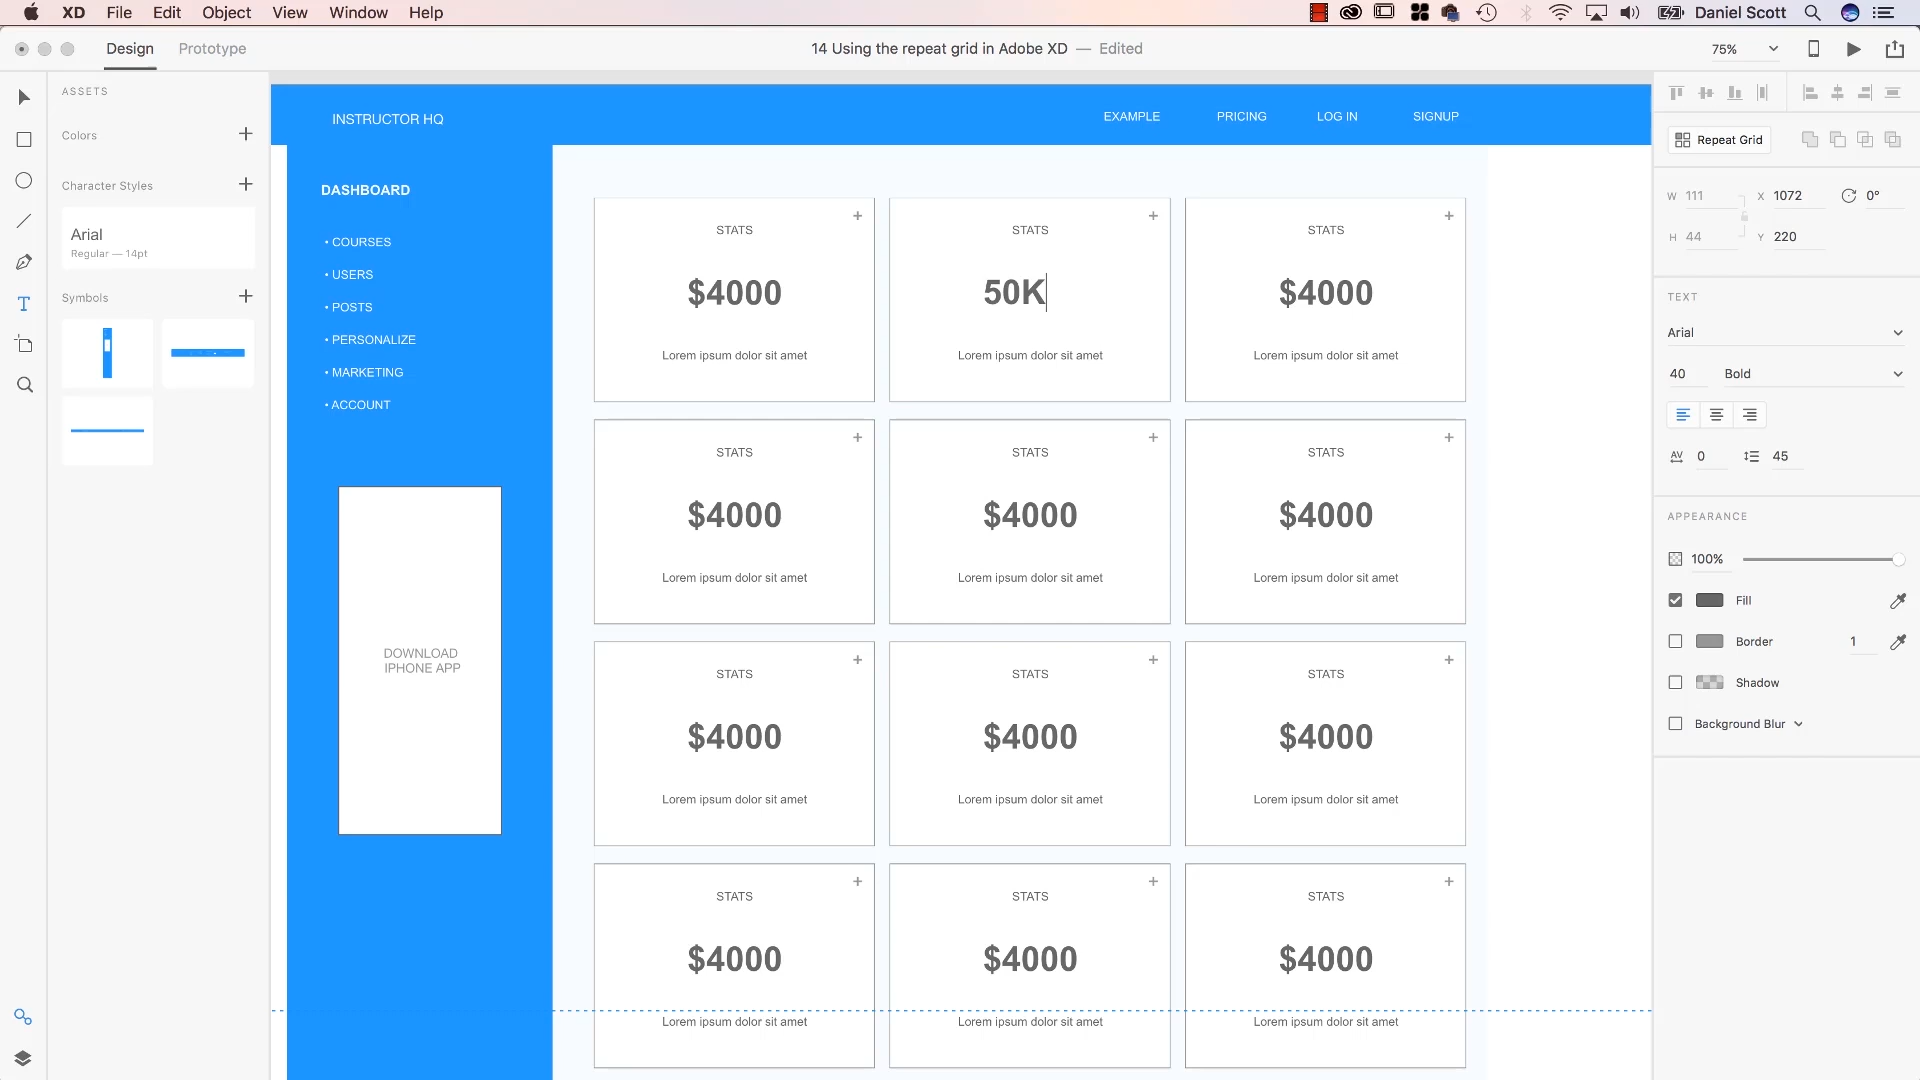 XD File Edit Object View Window Help Daniel Scott
Design Prototype 14 Using the repeat grid in Adobe XD — Edited 75%
ASSETS
Colors
Character Styles
Arial
Regular — 14pt
Symbols
INSTRUCTOR HQ EXAMPLE PRICING LOG IN SIGNUP
DASHBOARD
• COURSES
• USERS
• POSTS
• PERSONALIZE
• MARKETING
• ACCOUNT
DOWNLOAD
IPHONE APP
+ + +
STATS STATS STATS
$4000 50K $4000
Lorem ipsum dolor sit amet Lorem ipsum dolor sit amet Lorem ipsum dolor sit amet
+ + +
STATS STATS STATS
$4000 $4000 $4000
Lorem ipsum dolor sit amet Lorem ipsum dolor sit amet Lorem ipsum dolor sit amet
+ + +
STATS STATS STATS
$4000 $4000 $4000
Lorem ipsum dolor sit amet Lorem ipsum dolor sit amet Lorem ipsum dolor sit amet
+ + +
STATS STATS STATS
$4000 $4000 $4000
Lorem ipsum dolor sit amet Lorem ipsum dolor sit amet Lorem ipsum dolor sit amet
Repeat Grid
W 111 X 1072 0°
H 44 Y 220
TEXT
Arial
40 Bold
AV 0 45
APPEARANCE
100%
Fill
Border 1
Shadow
Background Blur